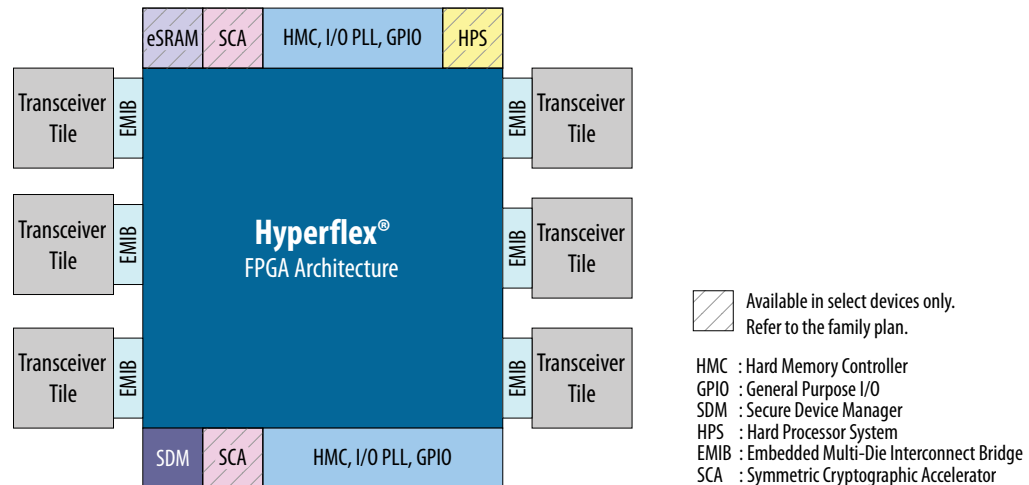 eSRAM
SCA
HMC, I/O PLL, GPIO
HPS
Transceiver
Tile
EMIB
EMIB
Transceiver
Tile
Transceiver
Tile
EMIB
Hyperflex®
FPGA Architecture
EMIB
Transceiver
Tile
Transceiver
Tile
EMIB
EMIB
Transceiver
Tile
SDM
SCA
HMC, I/O PLL, GPIO
Available in select devices only.
Refer to the family plan.
HMC : Hard Memory Controller
GPIO : General Purpose I/O
SDM : Secure Device Manager
HPS : Hard Processor System
EMIB : Embedded Multi-Die Interconnect Bridge
SCA : Symmetric Cryptographic Accelerator